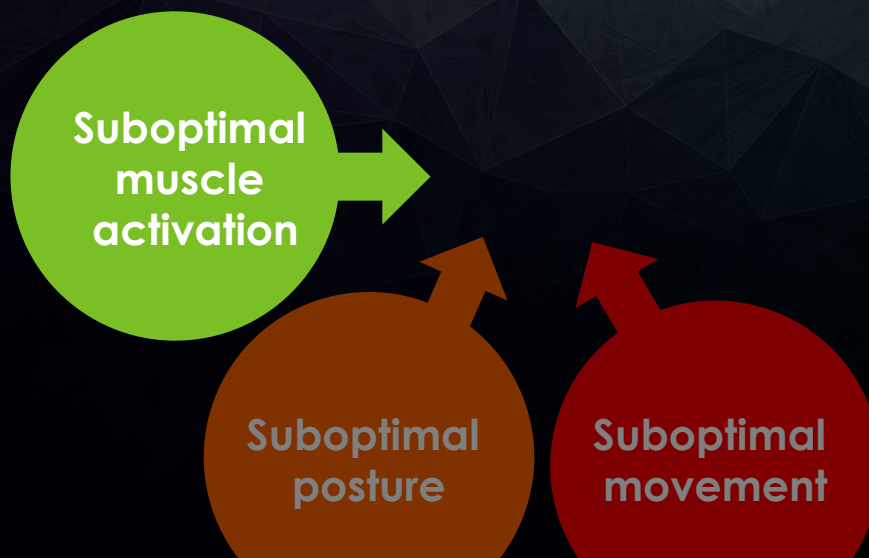 Suboptimal
muscle
activation
Suboptimal
posture
Suboptimal
movement